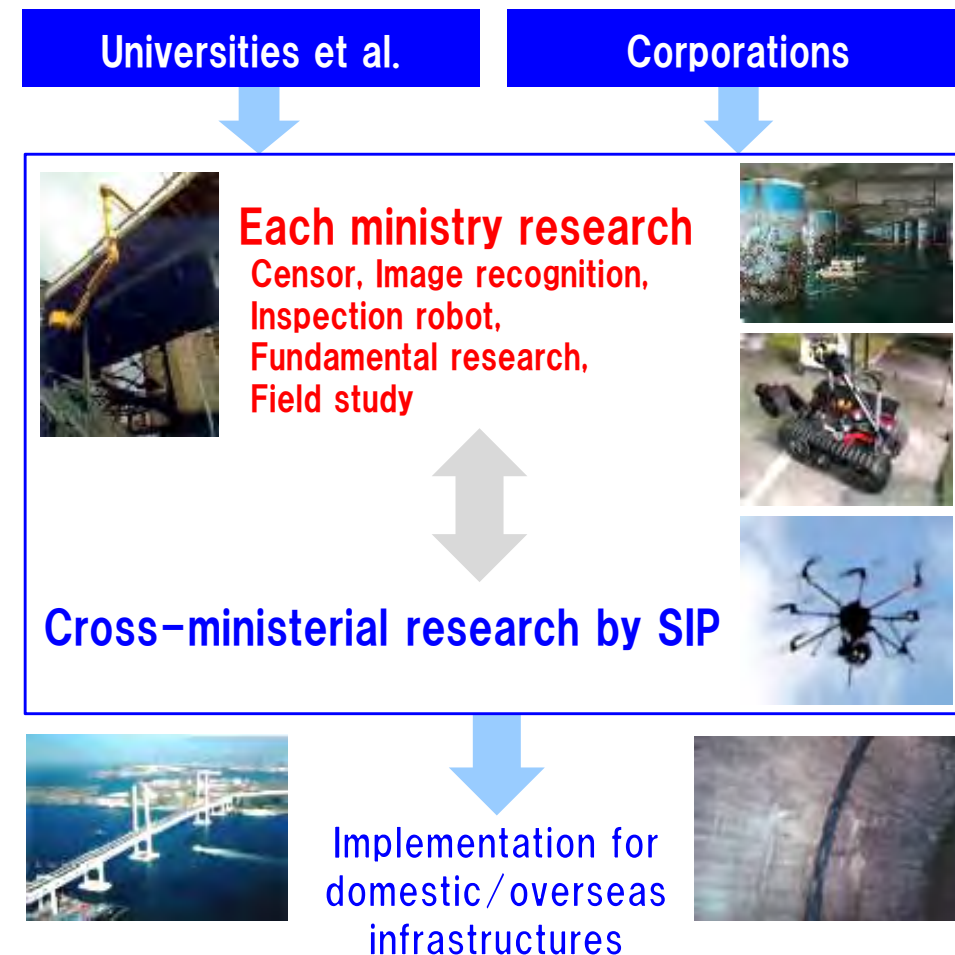 Universities et al.
Corporations
Each ministry research
Censor, Image recognition,
Inspection robot,
Fundamental research,
Field study
Cross-ministerial research by SIP
Implementation for
domestic/overseas
infrastructures